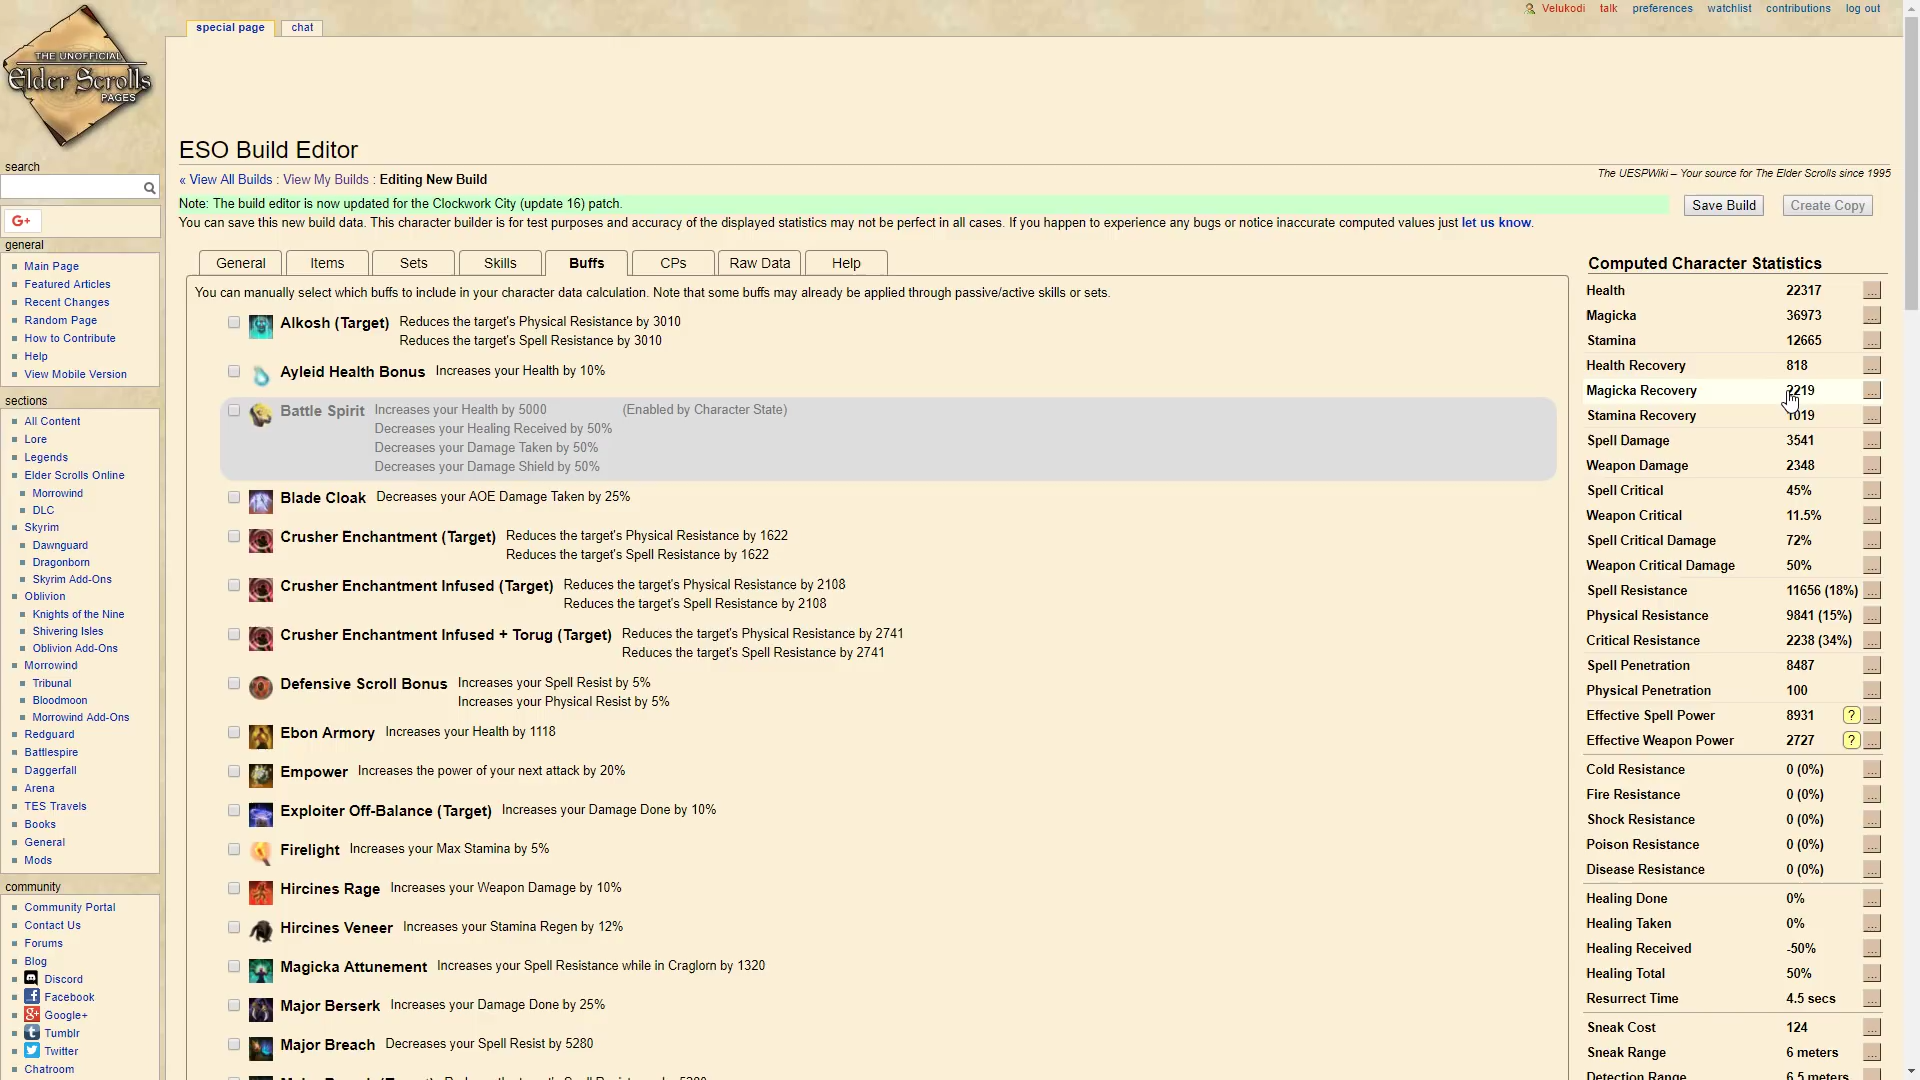 Velukodi talk preferences watchlist contributions log out
special page chat
THE UNOFFICIAL
Elder Scrolls
PAGES
search
G+
general
Main Page
Featured Articles
Recent Changes
Random Page
How to Contribute
Help
View Mobile Version
sections
All Content
Lore
Legends
Elder Scrolls Online
Morrowind
DLC
Skyrim
Dawnguard
Dragonborn
Skyrim Add-Ons
Oblivion
Knights of the Nine
Shivering Isles
Oblivion Add-Ons
Morrowind
Tribunal
Bloodmoon
Morrowind Add-Ons
Redguard
Battlespire
Daggerfall
Arena
TES Travels
Books
General
Mods
community
Community Portal
Contact Us
Forums
Blog
Discord
Facebook
Google+
Tumblr
Twitter
Chatroom
ESO Build Editor
The UESPWiki – Your source for The Elder Scrolls since 1995
« View All Builds : View My Builds : Editing New Build
Note: The build editor is now updated for the Clockwork City (update 16) patch.
Save Build Create Copy
You can save this new build data. This character builder is for test purposes and accuracy of the displayed statistics may not be perfect in all cases. If you happen to experience any bugs or notice inaccurate computed values just let us know.
General Items Sets Skills Buffs CPs Raw Data Help
You can manually select which buffs to include in your character data calculation. Note that some buffs may already be applied through passive/active skills or sets.
Alkosh (Target) Reduces the target's Physical Resistance by 3010
Reduces the target's Spell Resistance by 3010
Ayleid Health Bonus Increases your Health by 10%
Battle Spirit Increases your Health by 5000 (Enabled by Character State)
Decreases your Healing Received by 50%
Decreases your Damage Taken by 50%
Decreases your Damage Shield by 50%
Blade Cloak Decreases your AOE Damage Taken by 25%
Crusher Enchantment (Target) Reduces the target's Physical Resistance by 1622
Reduces the target's Spell Resistance by 1622
Crusher Enchantment Infused (Target) Reduces the target's Physical Resistance by 2108
Reduces the target's Spell Resistance by 2108
Crusher Enchantment Infused + Torug (Target) Reduces the target's Physical Resistance by 2741
Reduces the target's Spell Resistance by 2741
Defensive Scroll Bonus Increases your Spell Resist by 5%
Increases your Physical Resist by 5%
Ebon Armory Increases your Health by 1118
Empower Increases the power of your next attack by 20%
Exploiter Off-Balance (Target) Increases your Damage Done by 10%
Firelight Increases your Max Stamina by 5%
Hircines Rage Increases your Weapon Damage by 10%
Hircines Veneer Increases your Stamina Regen by 12%
Magicka Attunement Increases your Spell Resistance while in Craglorn by 1320
Major Berserk Increases your Damage Done by 25%
Major Breach Decreases your Spell Resist by 5280
Computed Character Statistics
Health 22317 ...
Magicka 36973 ...
Stamina 12665 ...
Health Recovery 818 ...
Magicka Recovery 2219 ...
Stamina Recovery 1019 ...
Spell Damage 3541 ...
Weapon Damage 2348 ...
Spell Critical 45% ...
Weapon Critical 11.5% ...
Spell Critical Damage 72% ...
Weapon Critical Damage 50% ...
Spell Resistance 11656 (18%) ...
Physical Resistance 9841 (15%) ...
Critical Resistance 2238 (34%) ...
Spell Penetration 8487 ...
Physical Penetration 100 ...
Effective Spell Power 8931 ? ...
Effective Weapon Power 2727 ? ...
Cold Resistance 0 (0%) ...
Fire Resistance 0 (0%) ...
Shock Resistance 0 (0%) ...
Poison Resistance 0 (0%) ...
Disease Resistance 0 (0%) ...
Healing Done 0% ...
Healing Taken 0% ...
Healing Received -50% ...
Healing Total 50% ...
Resurrect Time 4.5 secs ...
Sneak Cost 124 ...
Sneak Range 6 meters ...
Detection Range 6.5 meters